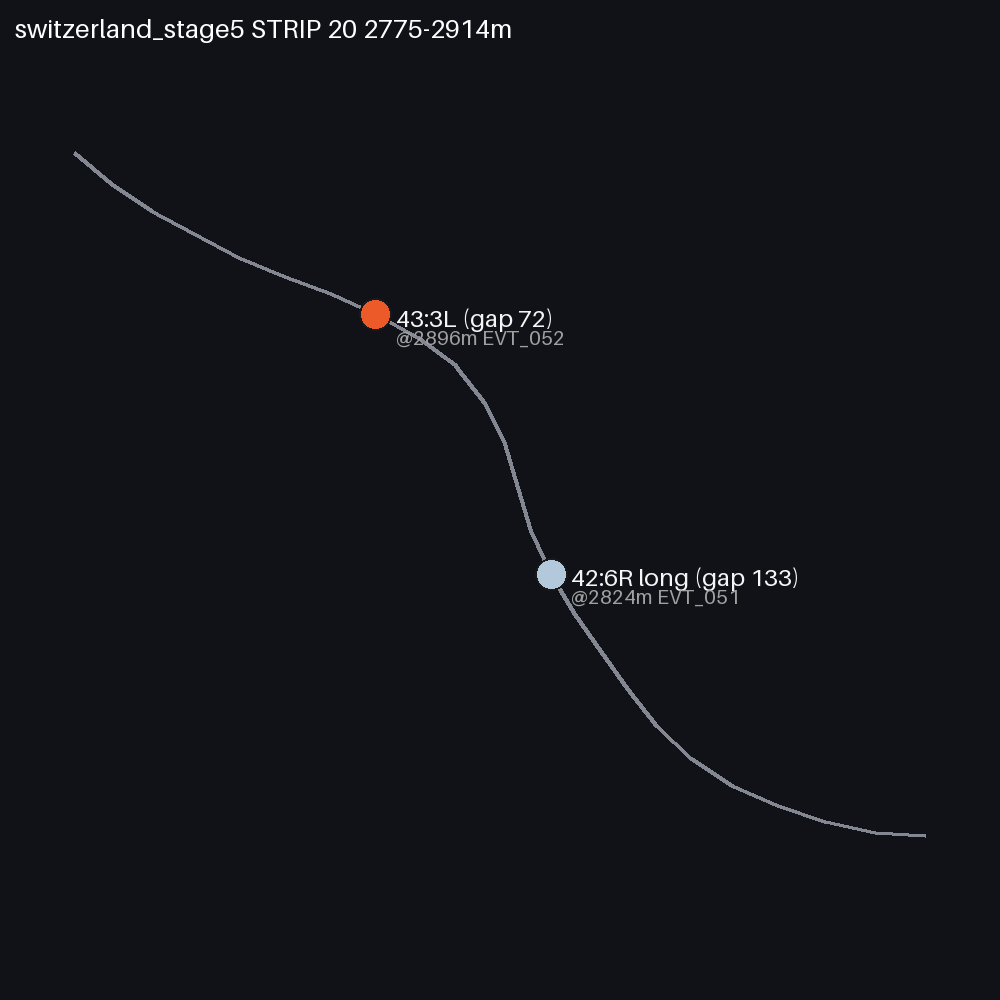 switzerland_stage5 STRIP 20 2775-2914m
43:3L (gap 72)
@2896m EVT_052
42:6R long (gap 133)
@2824m EVT_051